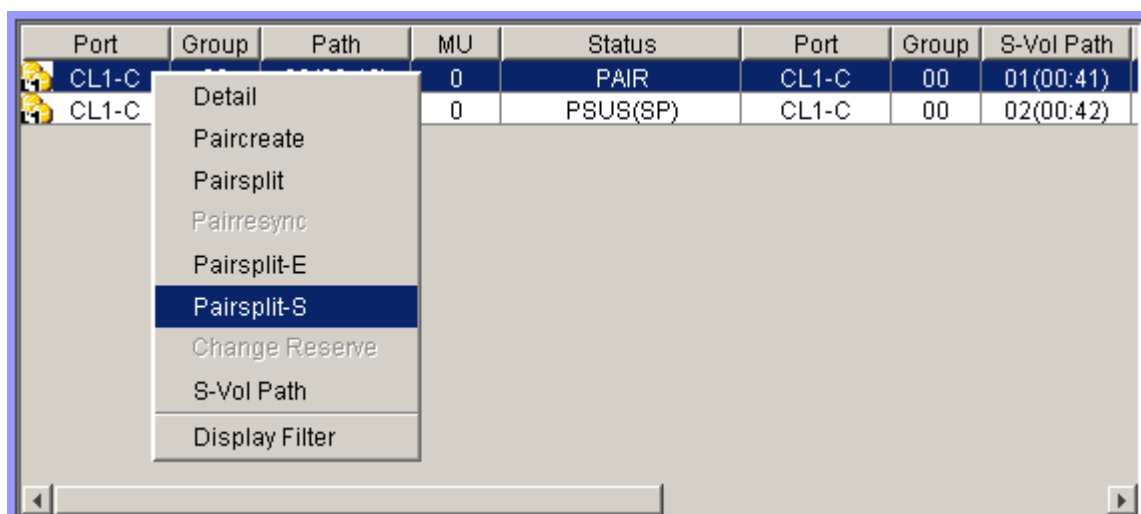 Port Group Path MU Status Port Group S-Vol Path
CL1-C 0 PAIR CL1-C 00 01(00:41)
CL1-C 0 PSUS(SP) CL1-C 00 02(00:42)
Detail
Paircreate
Pairsplit
Pairresync
Pairsplit-E
Pairsplit-S
Change Reserve
S-Vol Path
Display Filter